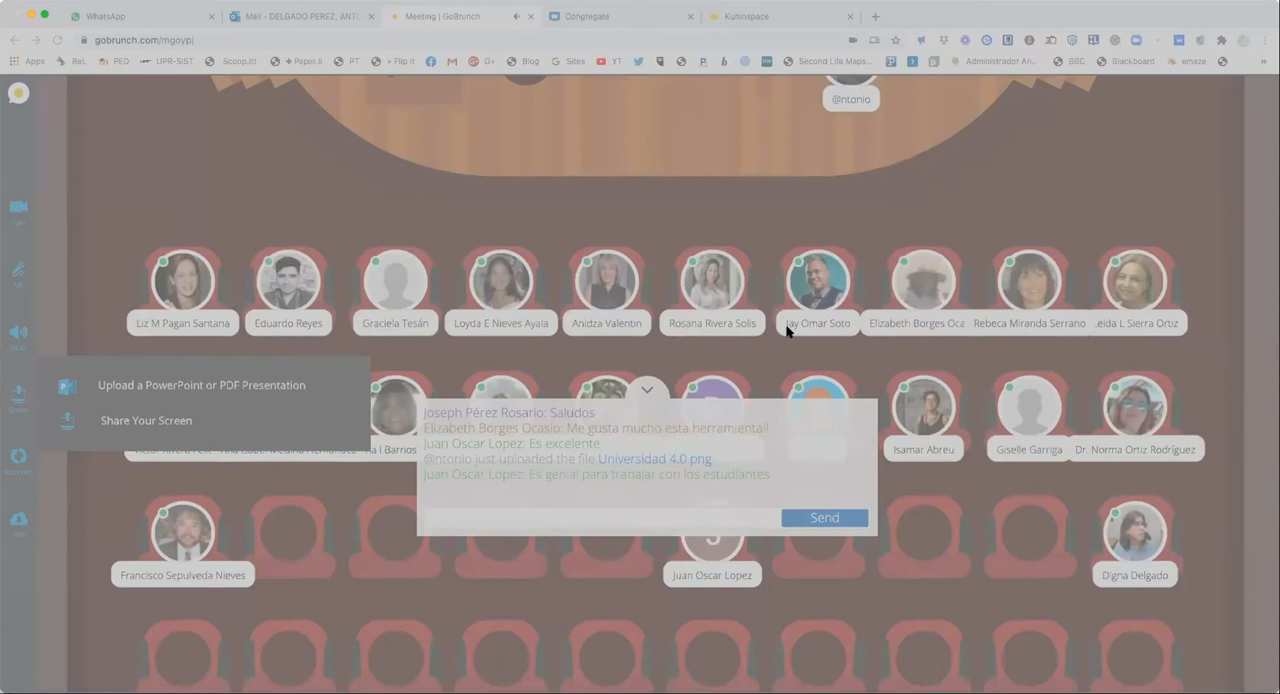 WhatsApp
Mail - DELGADO PEREZ, ANTO
Meeting | GoBrunch
Congregate
Kumospace
gobrunch.com/mgoypj
Apps
ReL
PED
UPR-SIST
Scoop.it!
+ Paper li
PT
+ Flip it
G+
Blog
Sites
YT
Second Life Maps...
Administrador An...
BBC
Blackboard
emaze
@ntonio
Cam
Mic
Liz M Pagan Santana
Eduardo Reyes
Graciela Tesán
Loyda E Nieves Ayala
Anidza Valentin
Rosana Rivera Solis
Jay Omar Soto
Elizabeth Borges Oca
Rebeca Miranda Serrano
eida L Sierra Ortiz
Upload a PowerPoint or PDF Presentation
Share Your Screen
Screen
Joseph Pérez Rosario: Saludos
Elizabeth Borges Ocasio: Me gusta mucho esta herramienta!!
Juan Oscar Lopez: Es excelente
@ntonio just uploaded the file Universidad 4.0.png
Juan Oscar Lopez: Es genial para trabajar con los estudiantes
Send
Isamar Abreu
Giselle Garriga
Dr. Norma Ortiz Rodríguez
Francisco Sepulveda Nieves
Juan Oscar Lopez
Digna Delgado